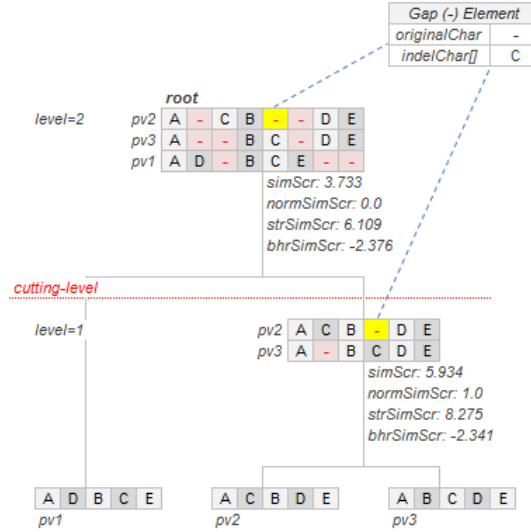 Gap (-) Element
originalChar -
indelChar[] C
root
level=2 pv2 A - C B - - D E
pv3 A - - B C - D E
pv1 A D - B C E - -
simScr: 3.733
normSimScr: 0.0
strSimScr: 6.109
bhrSimScr: -2.376
cutting-level
level=1 pv2 A C B - D E
pv3 A - B C D E
simScr: 5.934
normSimScr: 1.0
strSimScr: 8.275
bhrSimScr: -2.341
A D B C E A C B D E A B C D E
pv1 pv2 pv3